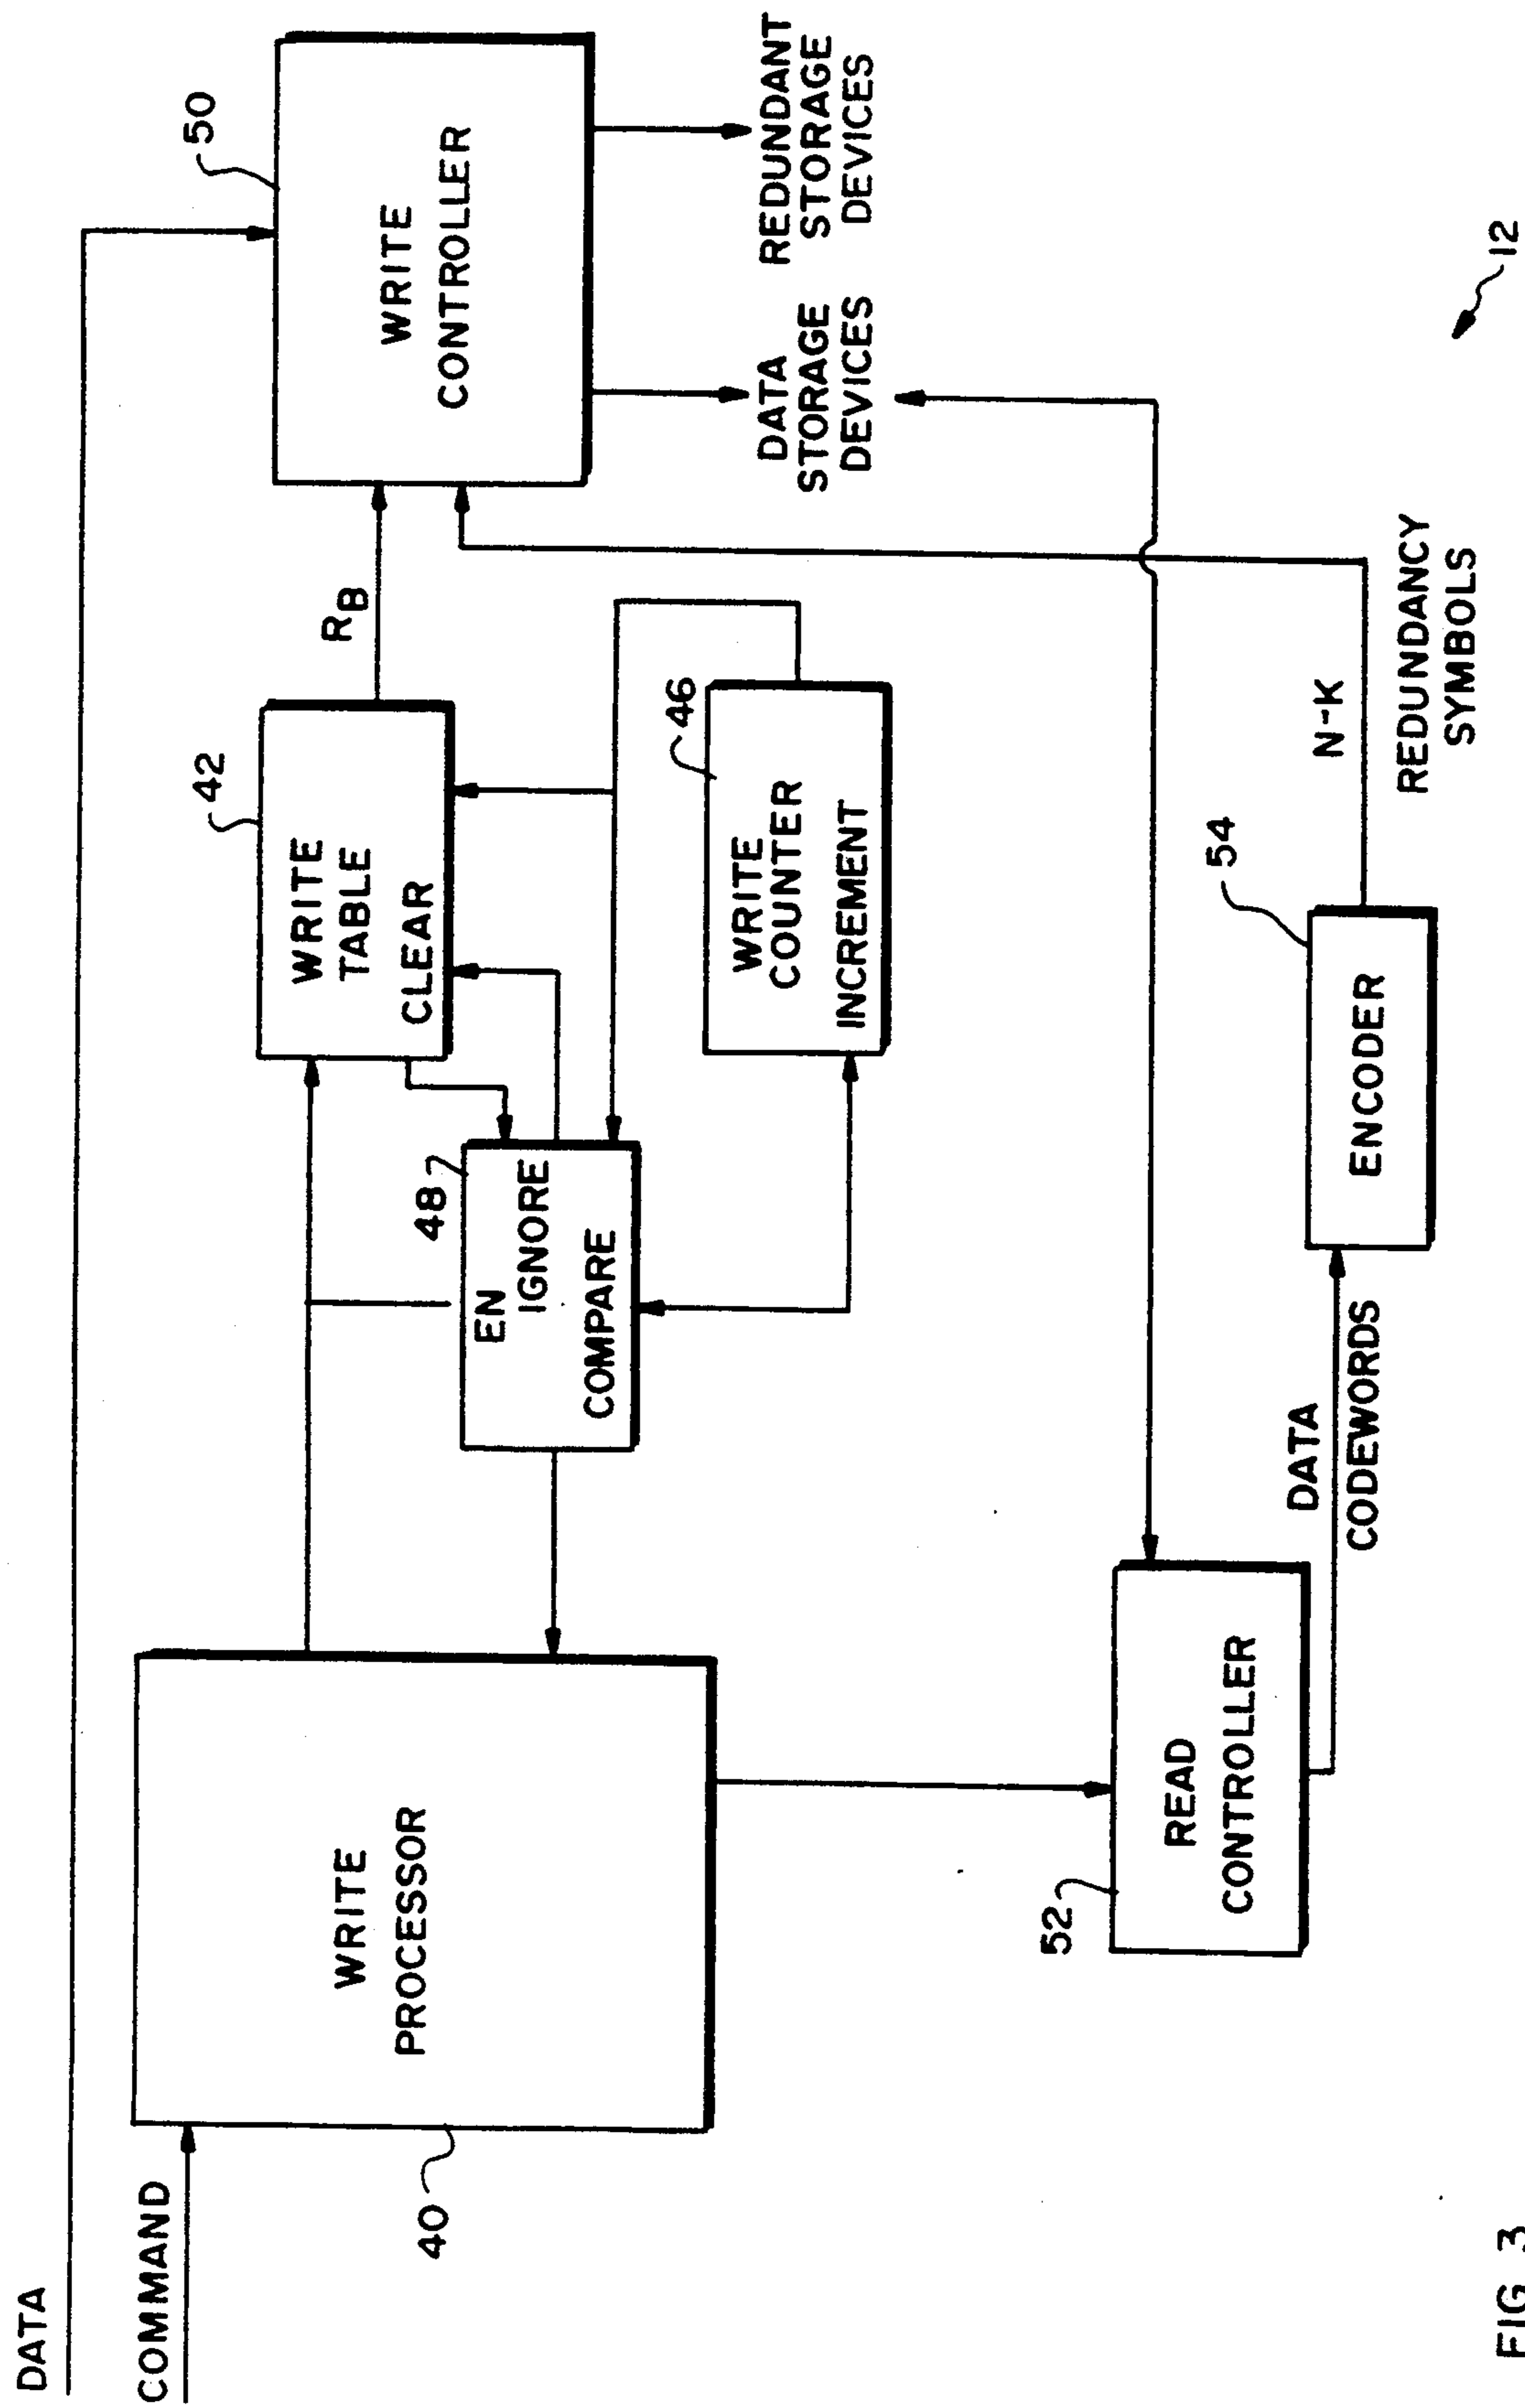 DATA
COMMAND
40
WRITE
PROCESSOR
48
EN
IGNORE
COMPARE
42
WRITE
TABLE
CLEAR
R_B
46
WRITE
COUNTER
INCREMENT
50
WRITE
CONTROLLER
DATA
STORAGE
DEVICES
REDUNDANT
STORAGE
DEVICES
52
READ
CONTROLLER
DATA
CODEWORDS
54
ENCODER
N-K
REDUNDANCY
SYMBOLS
12
FIG. 3